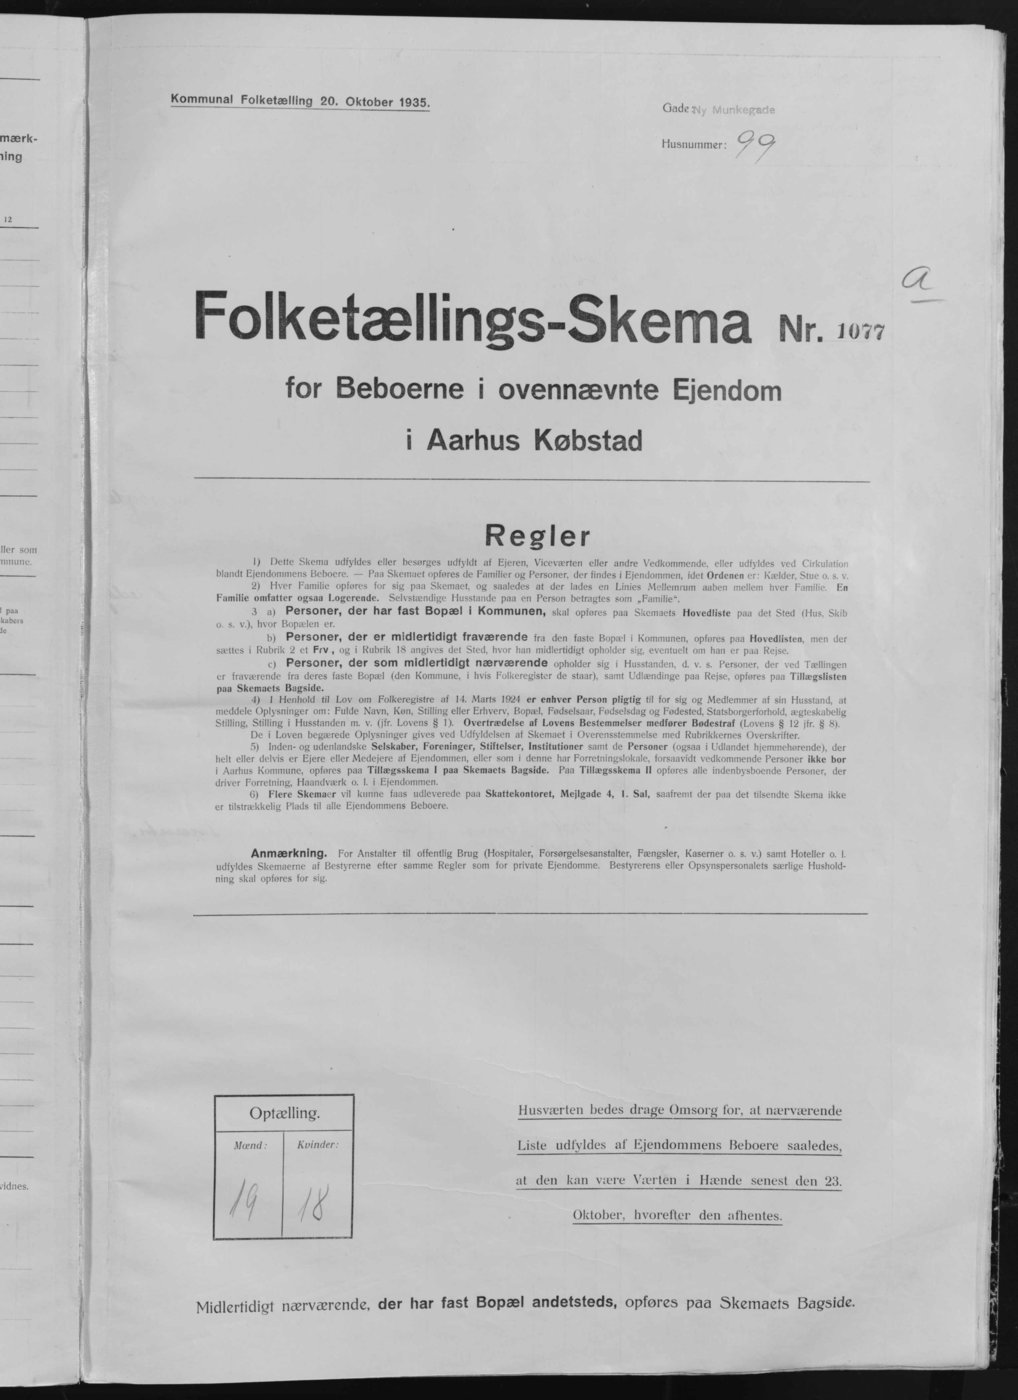 Kommunal Folketælling 20. Oktober 1935.
Gade: Ny Munkegade
Husnummer: 99
a
Folketællings-Skema Nr. 1077
for Beboerne i ovennævnte Ejendom
i Aarhus Købstad
Regler
1) Dette Skema udfyldes eller besørges udfyldt af Ejeren, Viceværten eller andre Vedkommende, eller udfyldes ved Cirkulation
blandt Ejendommens Beboere. — Paa Skemaet opføres de Familier og Personer, der findes i Ejendommen, idet Ordenen er: Kælder, Stue o. s. v.
2) Hver Familie opføres for sig paa Skemaet, og saaledes at der lades en Linies Mellemrum aaben mellem hver Familie. En
Familie omfatter ogsaa Logerende. Selvstændige Husstande paa en Person betragtes som „Familie“.
3 a) Personer, der har fast Bopæl i Kommunen, skal opføres paa Skemaets Hovedliste paa det Sted (Hus, Skib
o. s. v.), hvor Bopælen er.
b) Personer, der er midlertidigt fraværende fra den faste Bopæl i Kommunen, opføres paa Hovedlisten, men der
sættes i Rubrik 2 et Frv, og i Rubrik 18 angives det Sted, hvor han midlertidigt opholder sig, eventuelt om han er paa Rejse.
c) Personer, der som midlertidigt nærværende opholder sig i Husstanden, d. v. s. Personer, der ved Tællingen
er fraværende fra deres faste Bopæl (den Kommune, i hvis Folkeregister de staar), samt Udlændinge paa Rejse, opføres paa Tillægslisten
paa Skemaets Bagside.
4) I Henhold til Lov om Folkeregistre af 14. Marts 1924 er enhver Person pligtig til for sig og Medlemmer af sin Husstand, at
meddele Oplysninger om: Fulde Navn, Køn, Stilling eller Erhverv, Bopæl, Fødselsaar, Fødselsdag og Fødested, Statsborgerforhold, ægteskabelig
Stilling, Stilling i Husstanden m. v. (jfr. Lovens § 1). Overtrædelse af Lovens Bestemmelser medfører Bødestraf (Lovens § 12 jfr. § 8).
De i Loven begærede Oplysninger gives ved Udfyldelsen af Skemaet i Overensstemmelse med Rubrikkernes Overskrifter.
5) Inden- og udenlandske Selskaber, Foreninger, Stiftelser, Institutioner samt de Personer (ogsaa i Udlandet hjemmehørende), der
helt eller delvis er Ejere eller Medejere af Ejendommen, eller som i denne har Forretningslokale, forsaavidt vedkommende Personer ikke bor
i Aarhus Kommune, opføres paa Tillægsskema I paa Skemaets Bagside. Paa Tillægsskema II opføres alle indenbysboende Personer, der
driver Forretning, Haandværk o. l. i Ejendommen.
6) Flere Skemaer vil kunne faas udleverede paa Skattekontoret, Mejlgade 4, 1. Sal, saafremt der paa det tilsendte Skema ikke
er tilstrækkelig Plads til alle Ejendommens Beboere.
Anmærkning. For Anstalter til offentlig Brug (Hospitaler, Forsørgelsesanstalter, Fængsler, Kaserner o. s. v.) samt Hoteller o. l.
udfyldes Skemaerne af Bestyrerne efter samme Regler som for private Ejendomme. Bestyrerens eller Opsynspersonalets særlige Hushold-
ning skal opføres for sig.
Optælling.
Mænd: Kvinder:
19 18
Husværten bedes drage Omsorg for, at nærværende
Liste udfyldes af Ejendommens Beboere saaledes,
at den kan være Værten i Hænde senest den 23.
Oktober, hvorefter den afhentes.
Midlertidigt nærværende, der har fast Bopæl andetsteds, opføres paa Skemaets Bagside.
mærk-
ning
12
ller som
mmune.
l paa
kabers
de
vidnes.